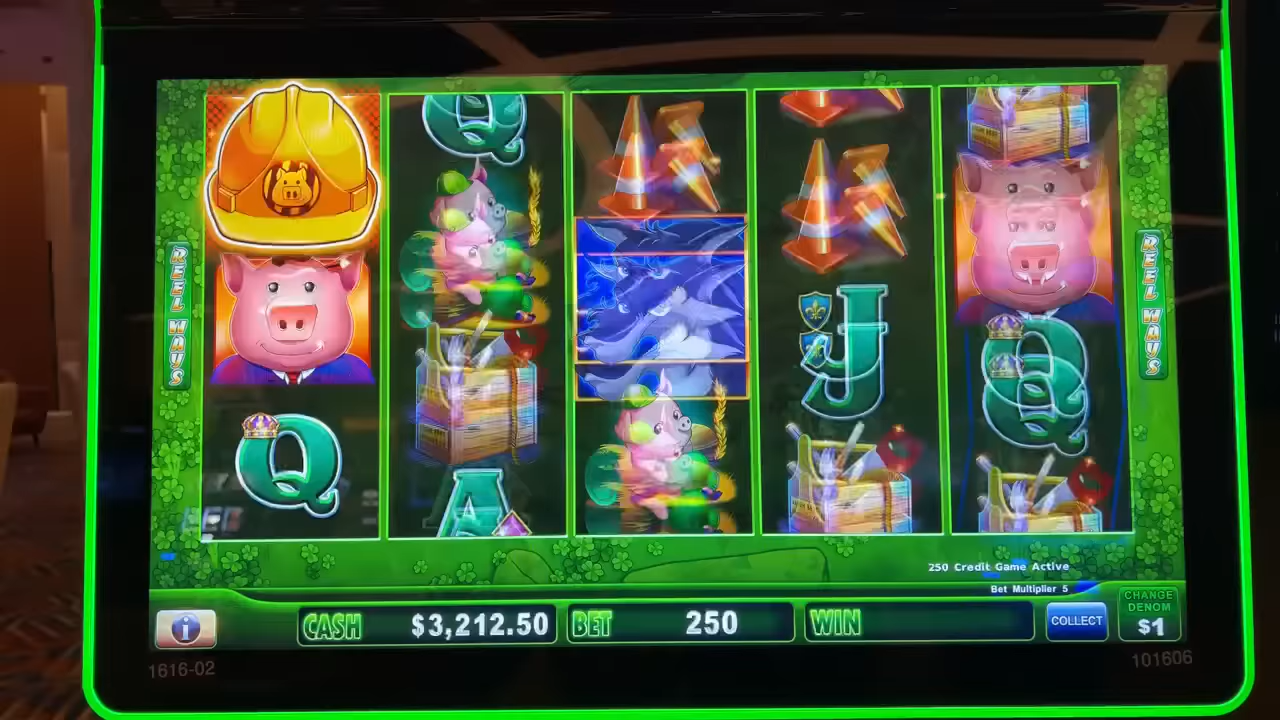 Q
REEL WAYS
J
REEL WAYS
Q
Q
A
250 Credit Game Active
Bet Multiplier 5
CASH $3,212.50 BET 250 WIN
COLLECT
CHANGE
DENOM
$1
1616-02
101606